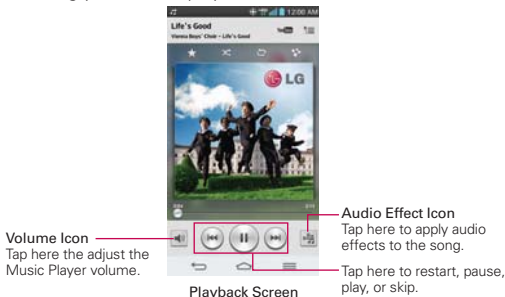 12:00 AM
Life's Good
Vienna Boys' Choir - Life's Good
YouTube
LG
Volume Icon
Tap here the adjust the
Music Player volume.
Audio Effect Icon
Tap here to apply audio
effects to the song.
Tap here to restart, pause,
play, or skip.
Playback Screen